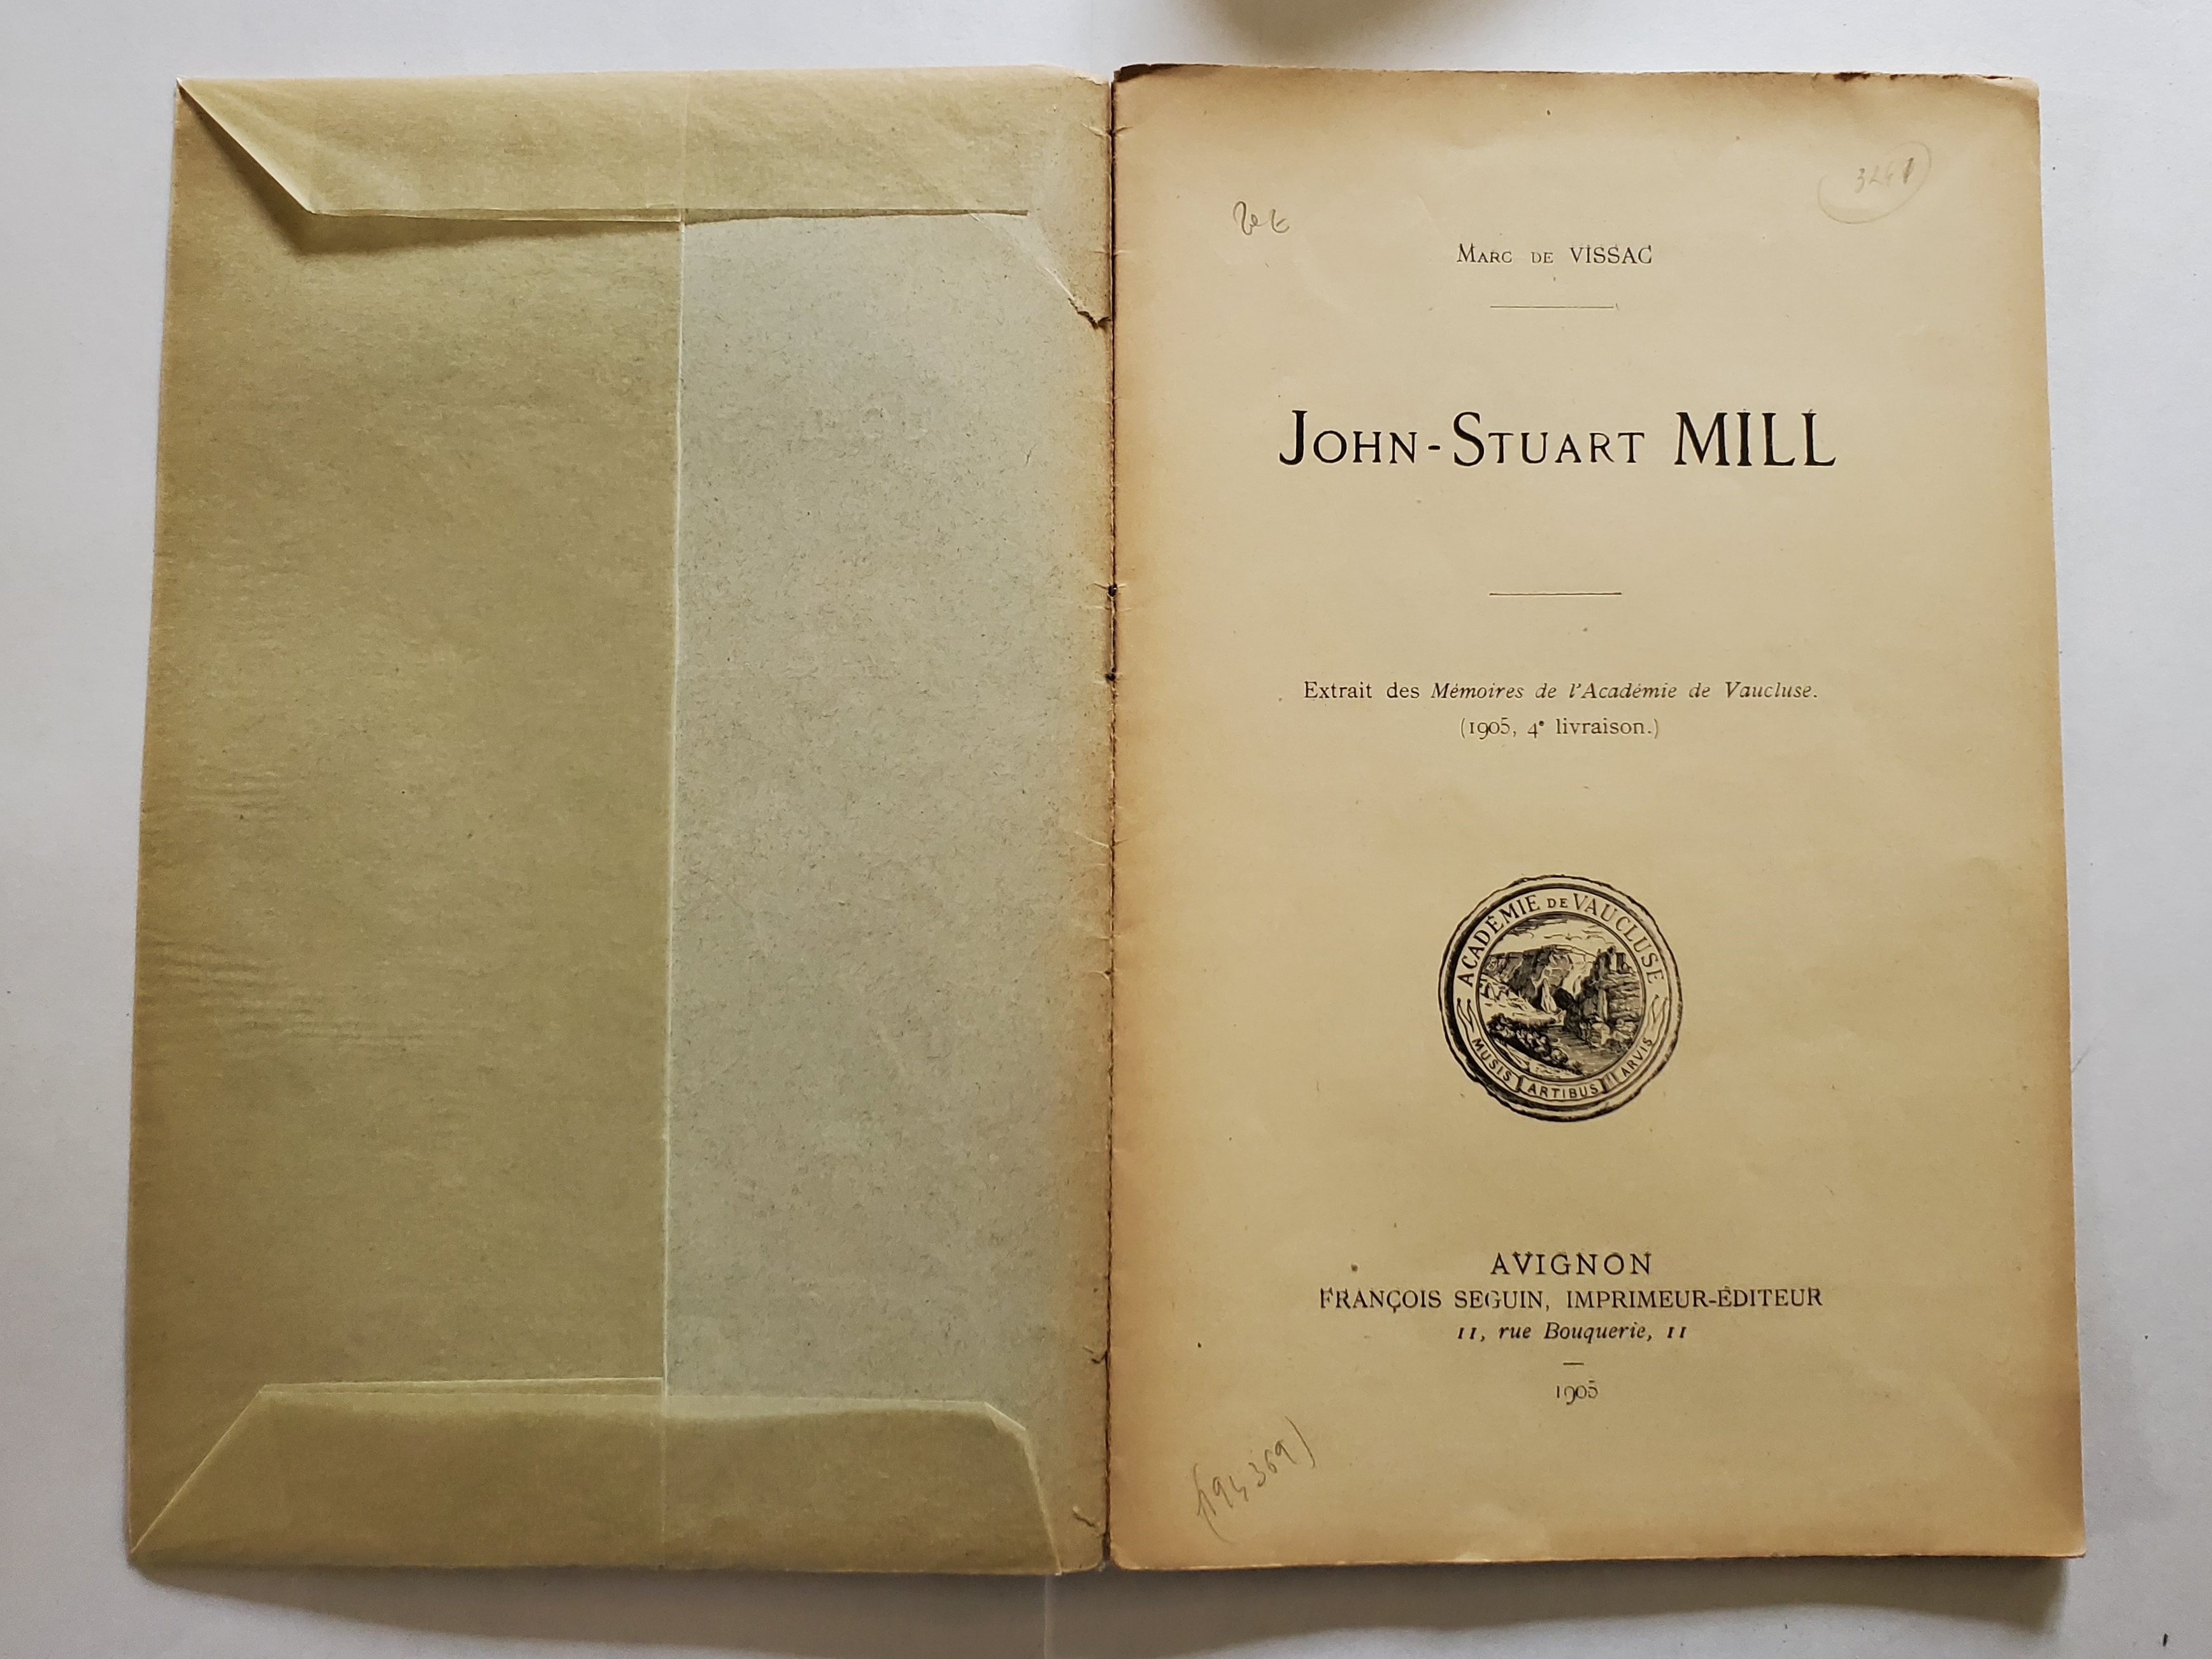 Marc de VISSAC
John-Stuart MILL
Extrait des Mémoires de l'Académie de Vaucluse.
(1905, 4e livraison.)
ACADÉMIE DE VAUCLUSE
MUSIS ARTIBUS ARVIS
AVIGNON
FRANÇOIS SEGUIN, IMPRIMEUR-ÉDITEUR
11, rue Bouquerie, 11
1905